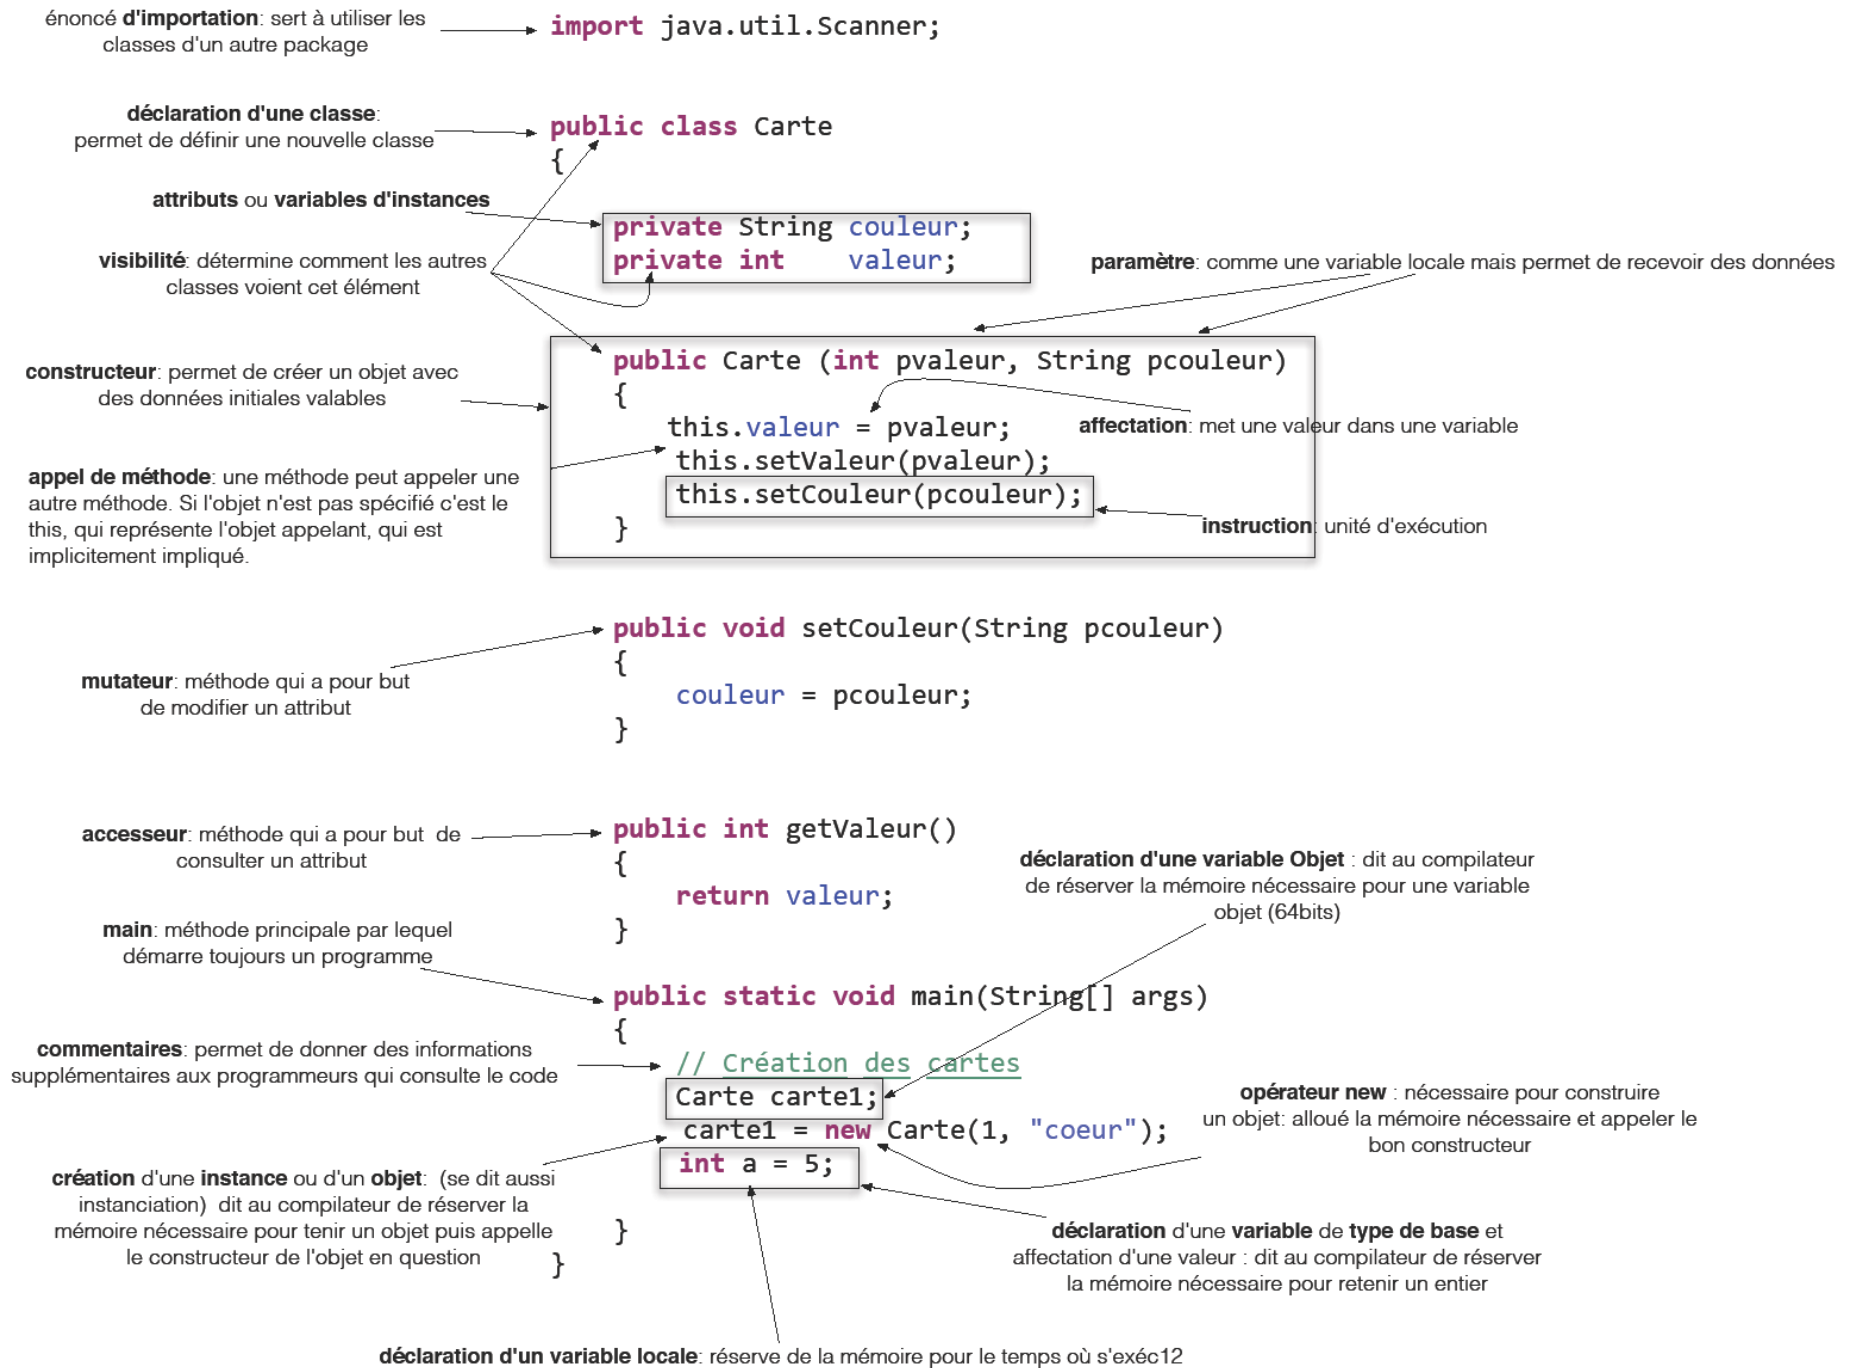 énoncé d'importation: sert à utiliser les
classes d'un autre package
import java.util.Scanner;
déclaration d'une classe:
permet de définir une nouvelle classe
public class Carte
{
attributs ou variables d'instances
private String couleur;
private int    valeur;
visibilité: détermine comment les autres
classes voient cet élément
paramètre: comme une variable locale mais permet de recevoir des données
public Carte (int pvaleur, String pcouleur)
{
constructeur: permet de créer un objet avec
des données initiales valables
this.valeur = pvaleur;
affectation: met une valeur dans une variable
this.setValeur(pvaleur);
this.setCouleur(pcouleur);
appel de méthode: une méthode peut appeler une
autre méthode. Si l'objet n'est pas spécifié c'est le
this, qui représente l'objet appelant, qui est
implicitement impliqué.
instruction: unité d'exécution
}
public void setCouleur(String pcouleur)
{
mutateur: méthode qui a pour but
de modifier un attribut
couleur = pcouleur;
}
accesseur: méthode qui a pour but  de
consulter un attribut
public int getValeur()
{
return valeur;
}
déclaration d'une variable Objet : dit au compilateur
de réserver la mémoire nécessaire pour une variable
objet (64bits)
main: méthode principale par lequel
démarre toujours un programme
public static void main(String[] args)
{
commentaires: permet de donner des informations
supplémentaires aux programmeurs qui consulte le code
// Création des cartes
Carte carte1;
carte1 = new Carte(1, "coeur");
int a = 5;
opérateur new : nécessaire pour construire
un objet: alloué la mémoire nécessaire et appeler le
bon constructeur
création d'une instance ou d'un objet:  (se dit aussi
instanciation)  dit au compilateur de réserver la
mémoire nécessaire pour tenir un objet puis appelle
le constructeur de l'objet en question
}
}
déclaration d'une variable de type de base et
affectation d'une valeur : dit au compilateur de réserver
la mémoire nécessaire pour retenir un entier
déclaration d'un variable locale: réserve de la mémoire pour le temps où s'exéc12